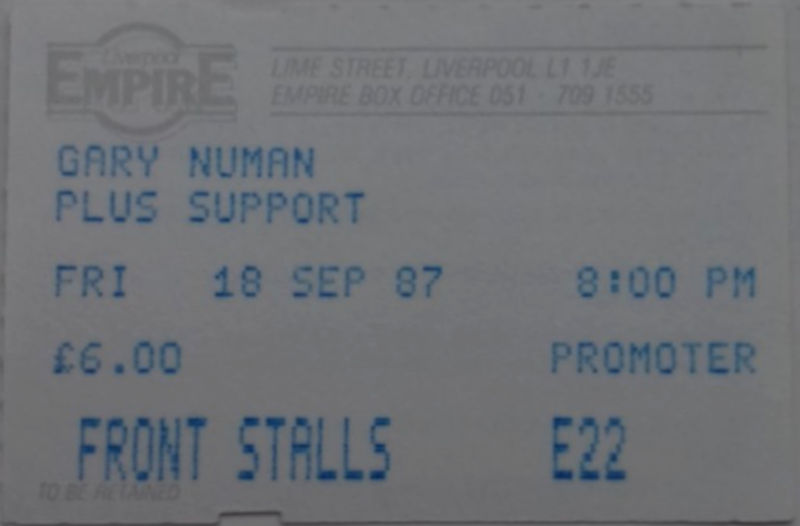 Liverpool
EMPIRE
LIME STREET, LIVERPOOL L1 1JE
EMPIRE BOX OFFICE 051 - 709 1555
GARY NUMAN
PLUS SUPPORT
FRI 18 SEP 87 8:00 PM
£6.00 PROMOTER
FRONT STALLS E22
TO BE RETAINED